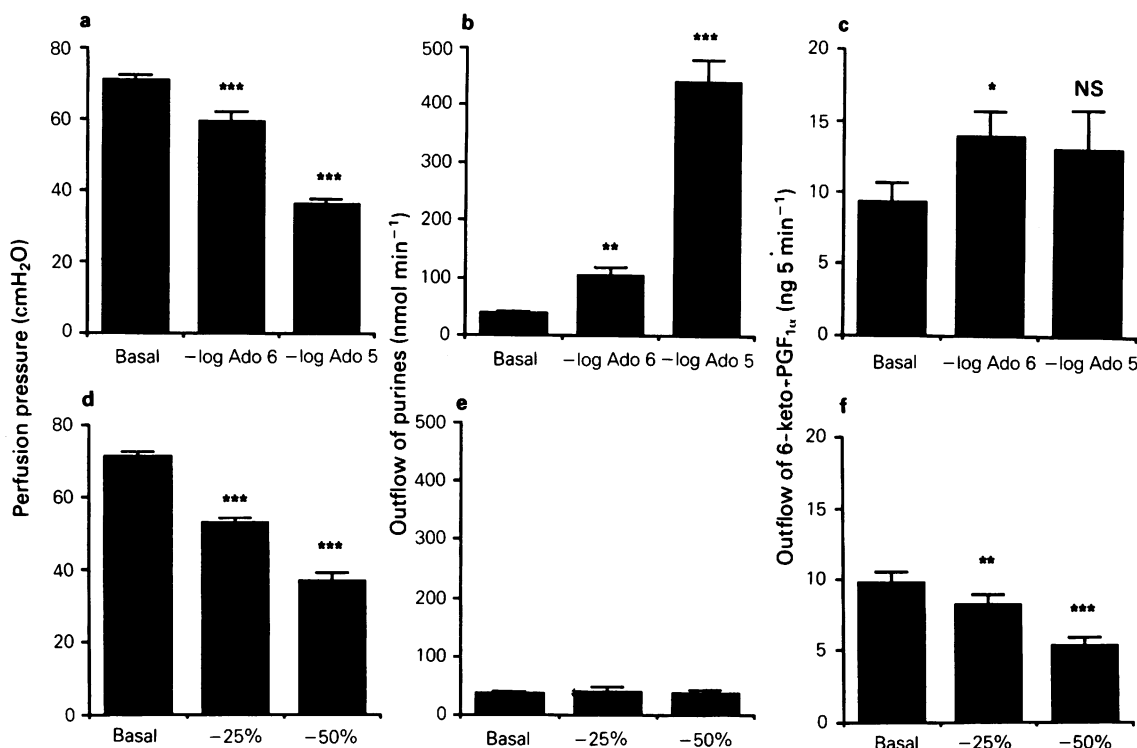 a
80
60
40
20
0
***
***
Basal
−log Ado 6
−log Ado 5
b
500
400
300
200
100
0
**
***
Basal
−log Ado 6
−log Ado 5
c
20
15
10
5
0
*
NS
Basal
−log Ado 6
−log Ado 5
Perfusion pressure (cmH₂O)
Outflow of purines (nmol min⁻¹)
Outflow of 6-keto-PGF₁α (ng 5 min⁻¹)
d
80
60
40
20
0
***
***
Basal
−25%
−50%
e
500
400
300
200
100
0
Basal
−25%
−50%
f
20
15
10
5
0
**
***
Basal
−25%
−50%